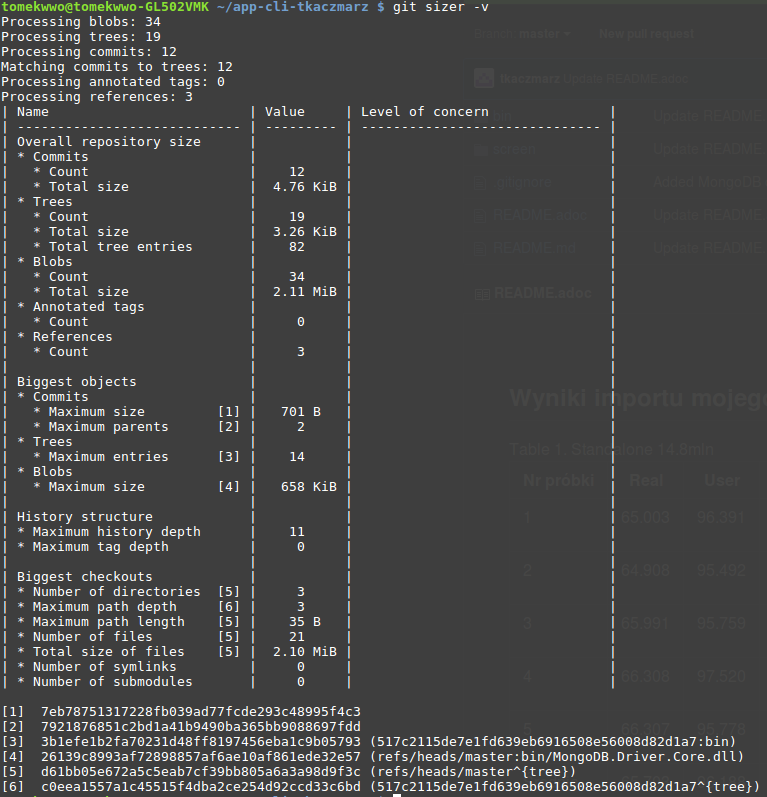 tomekwwo@tomekwwo-GL502VMK ~/app-cli-tkaczmarz $ git sizer -v
Processing blobs: 34
Processing trees: 19
Processing commits: 12
Matching commits to trees: 12
Processing annotated tags: 0
Processing references: 3
| Name                         | Value     | Level of concern               |
| ---------------------------- | --------- | ------------------------------ |
| Overall repository size      |           |                                |
| * Commits                    |           |                                |
|   * Count                    |    12     |                                |
|   * Total size               |  4.76 KiB |                                |
| * Trees                      |           |                                |
|   * Count                    |    19     |                                |
|   * Total size               |  3.26 KiB |                                |
|   * Total tree entries       |    82     |                                |
| * Blobs                      |           |                                |
|   * Count                    |    34     |                                |
|   * Total size               |  2.11 MiB |                                |
| * Annotated tags             |           |                                |
|   * Count                    |     0     |                                |
| * References                 |           |                                |
|   * Count                    |     3     |                                |
|                              |           |                                |
| Biggest objects              |           |                                |
| * Commits                    |           |                                |
|   * Maximum size         [1] |   701 B   |                                |
|   * Maximum parents      [2] |     2     |                                |
| * Trees                      |           |                                |
|   * Maximum entries      [3] |    14     |                                |
| * Blobs                      |           |                                |
|   * Maximum size         [4] |   658 KiB |                                |
|                              |           |                                |
| History structure            |           |                                |
| * Maximum history depth      |    11     |                                |
| * Maximum tag depth          |     0     |                                |
|                              |           |                                |
| Biggest checkouts            |           |                                |
| * Number of directories  [5] |     3     |                                |
| * Maximum path depth     [6] |     3     |                                |
| * Maximum path length    [5] |    35 B   |                                |
| * Number of files        [5] |    21     |                                |
| * Total size of files    [5] |  2.10 MiB |                                |
| * Number of symlinks         |     0     |                                |
| * Number of submodules       |     0     |                                |
[1]  7eb78751317228fb039ad77fcde293c48995f4c3
[2]  7921876851c2bd1a41b9490ba365bb9088697fdd
[3]  3b1efe1b2fa70231d48ff8197456eba1c9b05793 (517c2115de7e1fd639eb6916508e56008d82d1a7:bin)
[4]  26139c8993af72898857af6ae10af861ede32e57 (refs/heads/master:bin/MongoDB.Driver.Core.dll)
[5]  d61bb05e672a5c5eab7cf39bb805a6a3a98d9f3c (refs/heads/master^{tree})
[6]  c0eea1557a1c45515f4dba2ce254d92ccd33c6bd (517c2115de7e1fd639eb6916508e56008d82d1a7^{tree})